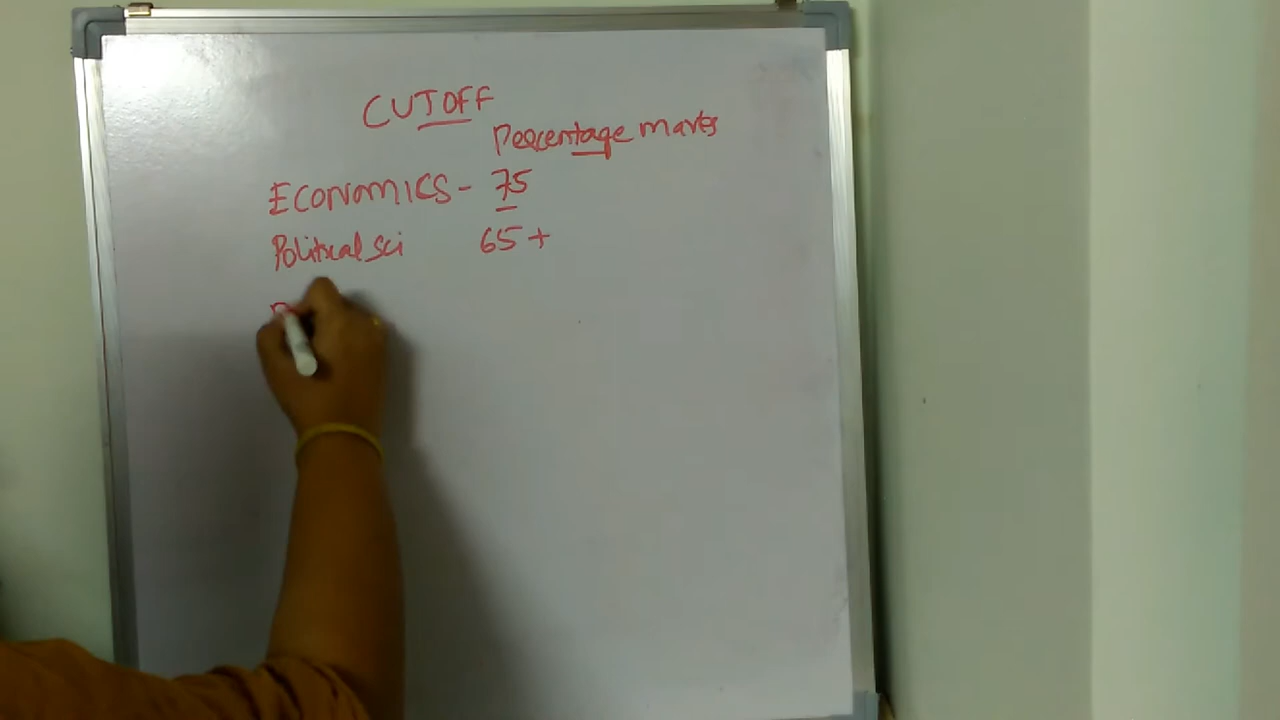 CUTOFF
Percentage marks
ECONOMICS - 75
Political Sci 65+